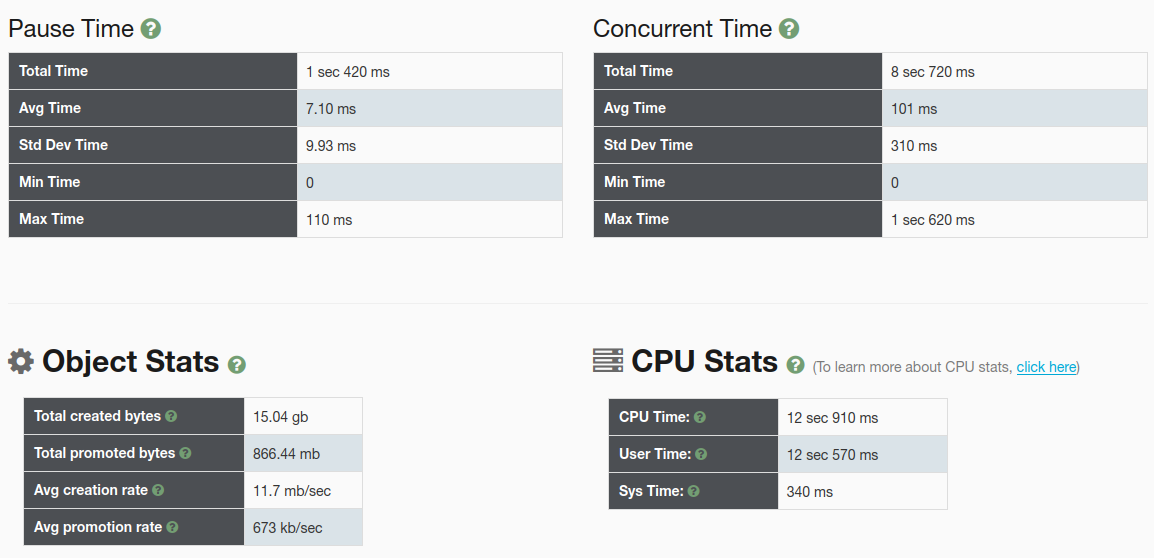 Pause Time ?
Total Time 1 sec 420 ms
Avg Time 7.10 ms
Std Dev Time 9.93 ms
Min Time 0
Max Time 110 ms
Concurrent Time ?
Total Time 8 sec 720 ms
Avg Time 101 ms
Std Dev Time 310 ms
Min Time 0
Max Time 1 sec 620 ms
Object Stats ?
Total created bytes ? 15.04 gb
Total promoted bytes ? 866.44 mb
Avg creation rate ? 11.7 mb/sec
Avg promotion rate ? 673 kb/sec
CPU Stats ? (To learn more about CPU stats, click here)
CPU Time: ? 12 sec 910 ms
User Time: ? 12 sec 570 ms
Sys Time: ? 340 ms